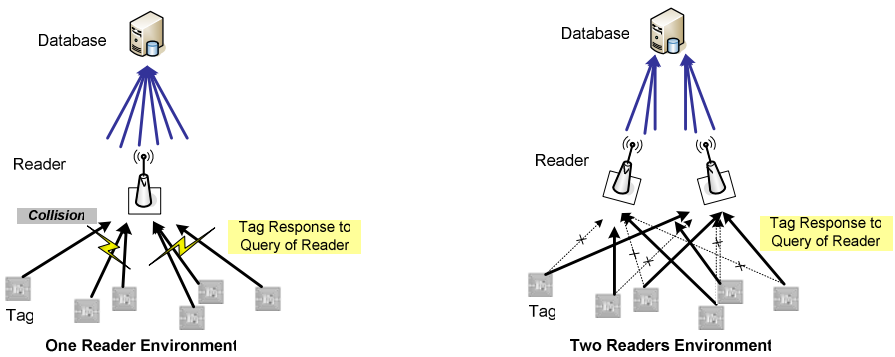 Database
Reader
Collision
Tag Response to
Query of Reader
Tag
One Reader Environment
Database
Reader
Tag Response to
Query of Reader
Tag
Two Readers Environment